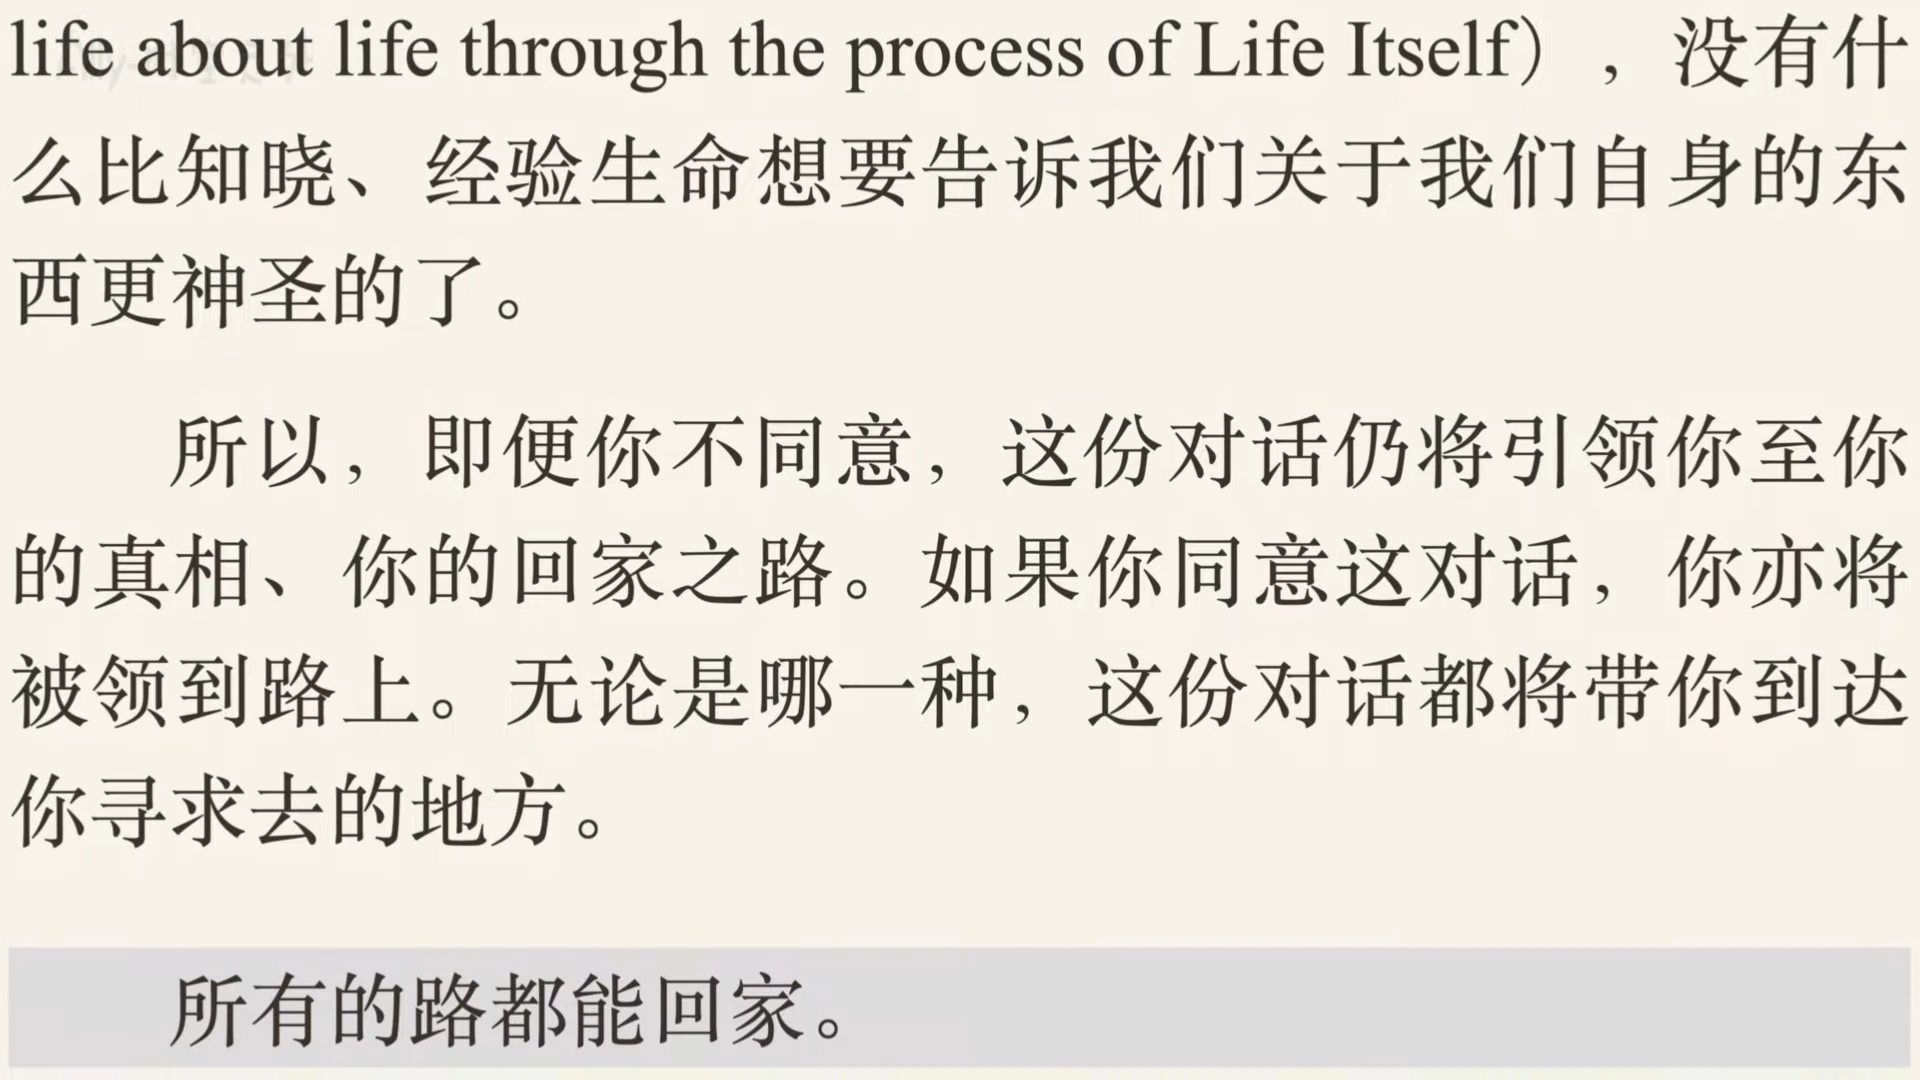 life about life through the process of Life Itself），没有什
么比知晓、经验生命想要告诉我们关于我们自身的东
西更神圣的了。
所以，即便你不同意，这份对话仍将引领你至你
的真相、你的回家之路。如果你同意这对话，你亦将
被领到路上。无论是哪一种，这份对话都将带你到达
你寻求去的地方。
所有的路都能回家。